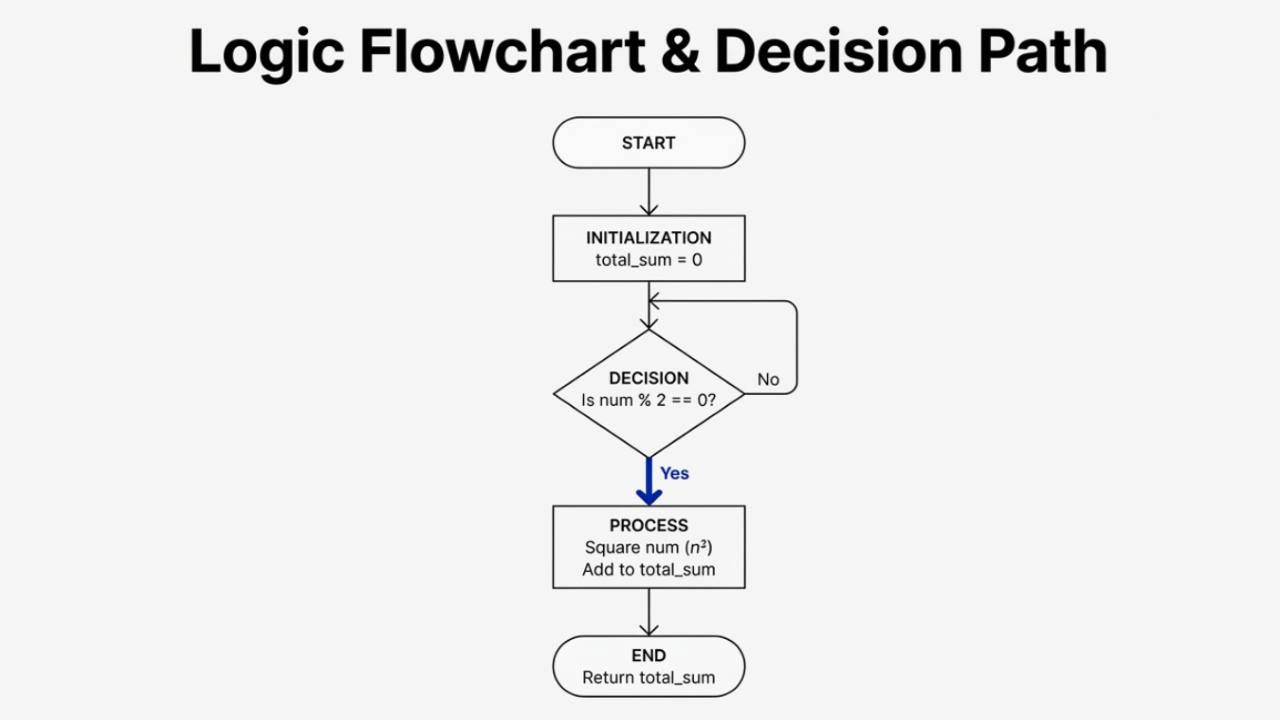 Logic Flowchart & Decision Path
START
INITIALIZATION
total_sum = 0
DECISION
Is num % 2 == 0?
No
Yes
PROCESS
Square num (n²)
Add to total_sum
END
Return total_sum